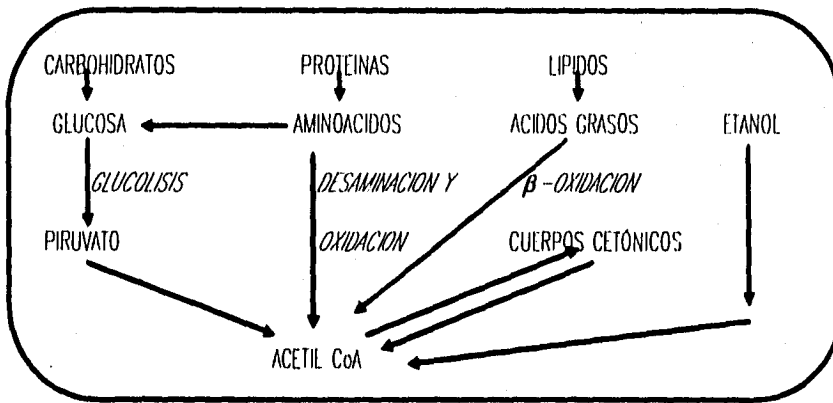 CARBOHIDRATOS PROTEINAS LIPIDOS
GLUCOSA AMINOACIDOS ACIDOS GRASOS ETANOL
GLUCOLISIS DESAMINACION Y β-OXIDACION
PIRUVATO OXIDACION CUERPOS CETÓNICOS
ACETIL CoA